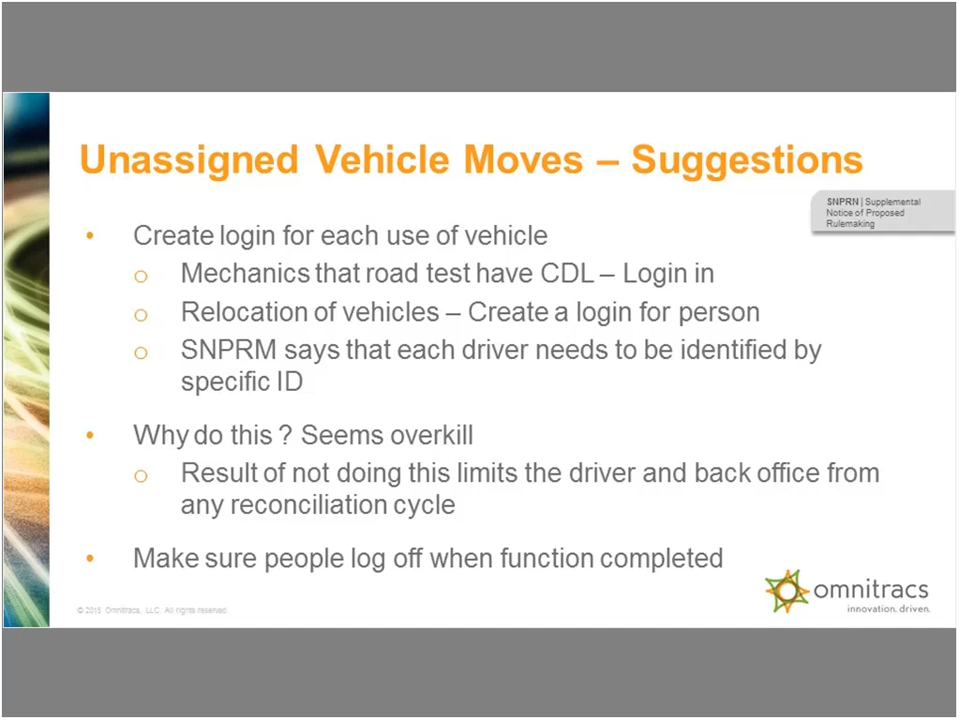 Unassigned Vehicle Moves – Suggestions
SNPRN | Supplemental
Notice of Proposed
Rulemaking
• Create login for each use of vehicle
o Mechanics that road test have CDL – Login in
o Relocation of vehicles – Create a login for person
o SNPRM says that each driver needs to be identified by
specific ID
• Why do this ? Seems overkill
o Result of not doing this limits the driver and back office from
any reconciliation cycle
• Make sure people log off when function completed
omnitracs
innovation. driven.
© 2015 Omnitracs, LLC. All rights reserved.